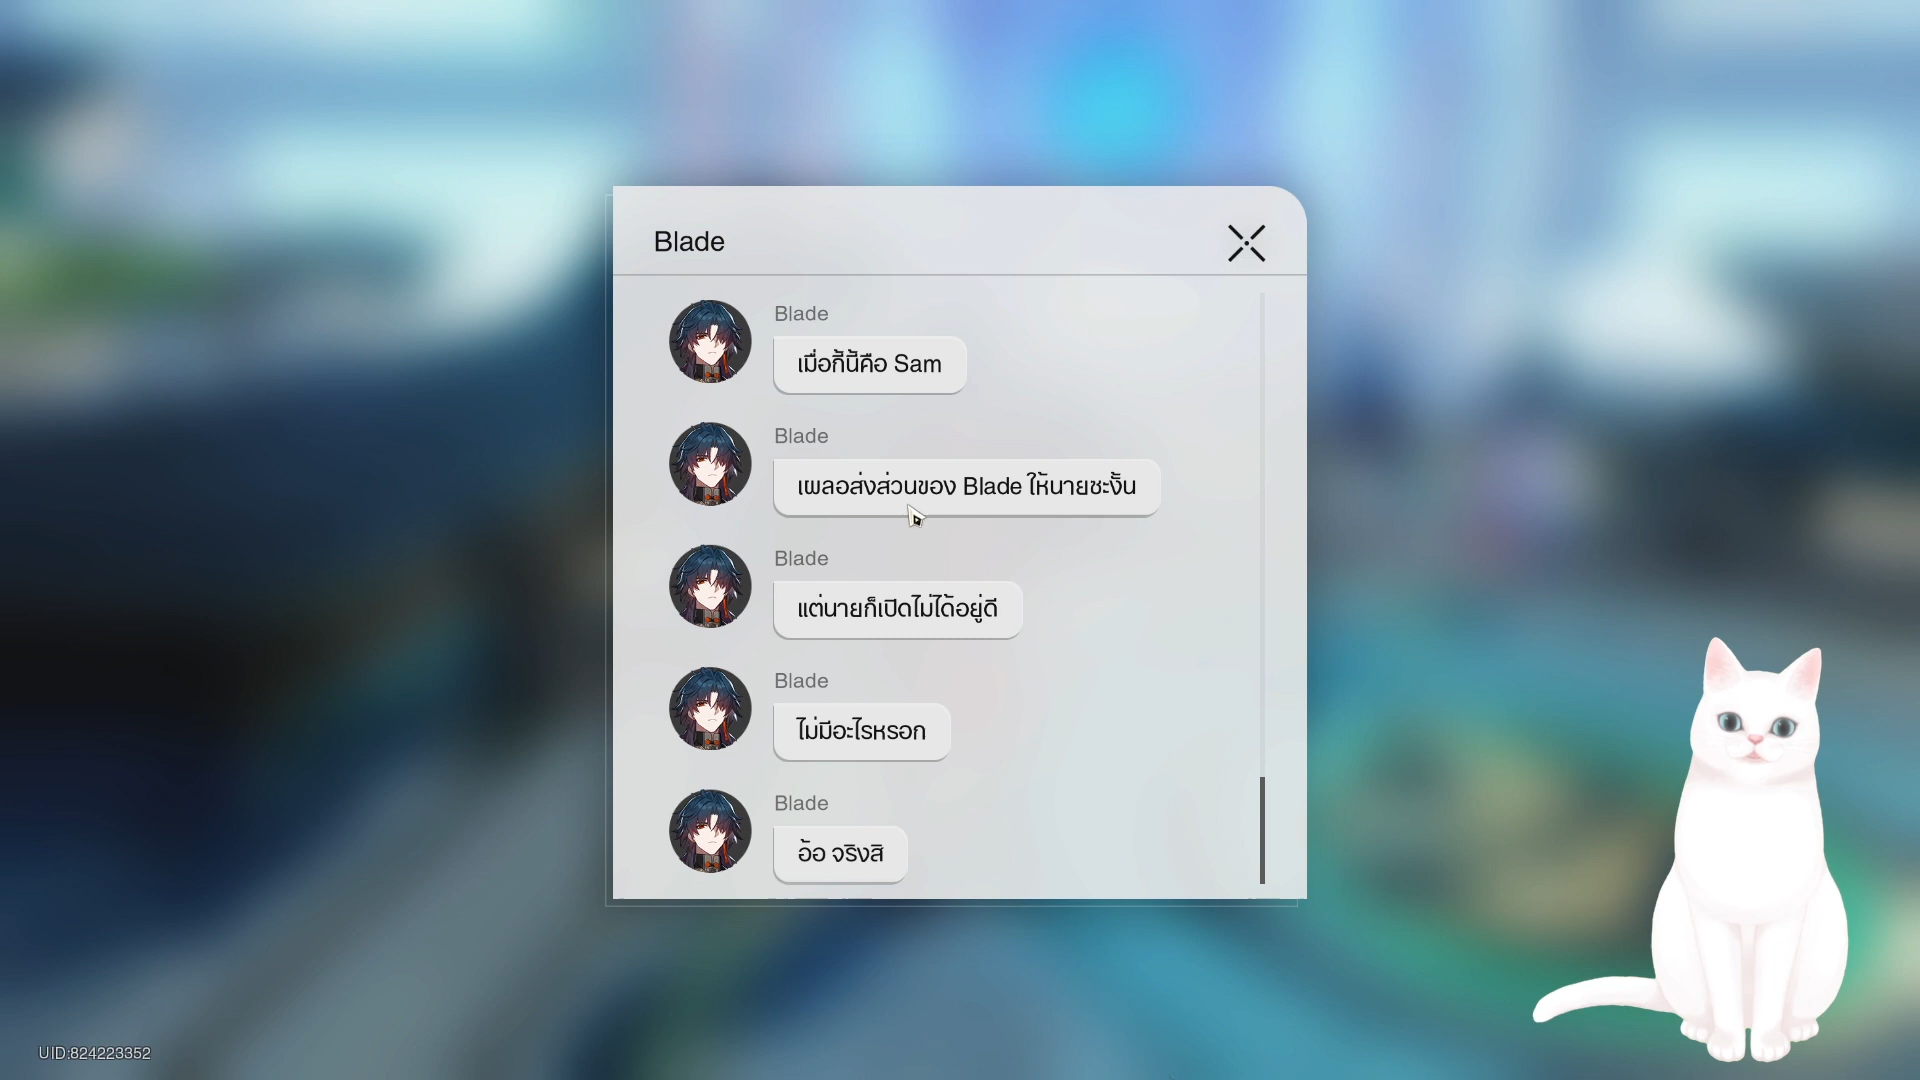 Blade
Blade
เมื่อกี้นี้คือ Sam
Blade
เผลอส่งส่วนของ Blade ให้นายซะงั้น
Blade
แต่นายก็เปิดไม่ได้อยู่ดี
Blade
ไม่มีอะไรหรอก
Blade
อ้อ จริงสิ
UID:824223352